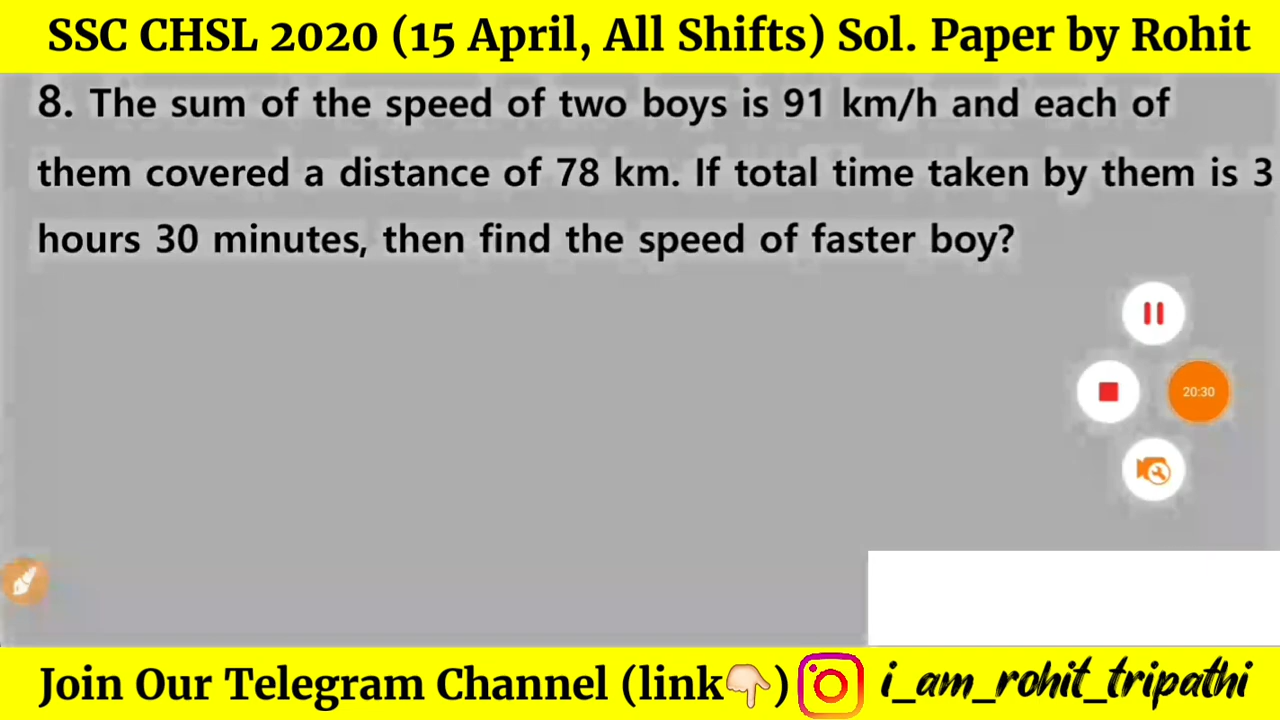 SSC CHSL 2020 (15 April, All Shifts) Sol. Paper by Rohit
8. The sum of the speed of two boys is 91 km/h and each of
them covered a distance of 78 km. If total time taken by them is 3
hours 30 minutes, then find the speed of faster boy?
20:30
Join Our Telegram Channel (link👇🏻) i_am_rohit_tripathi